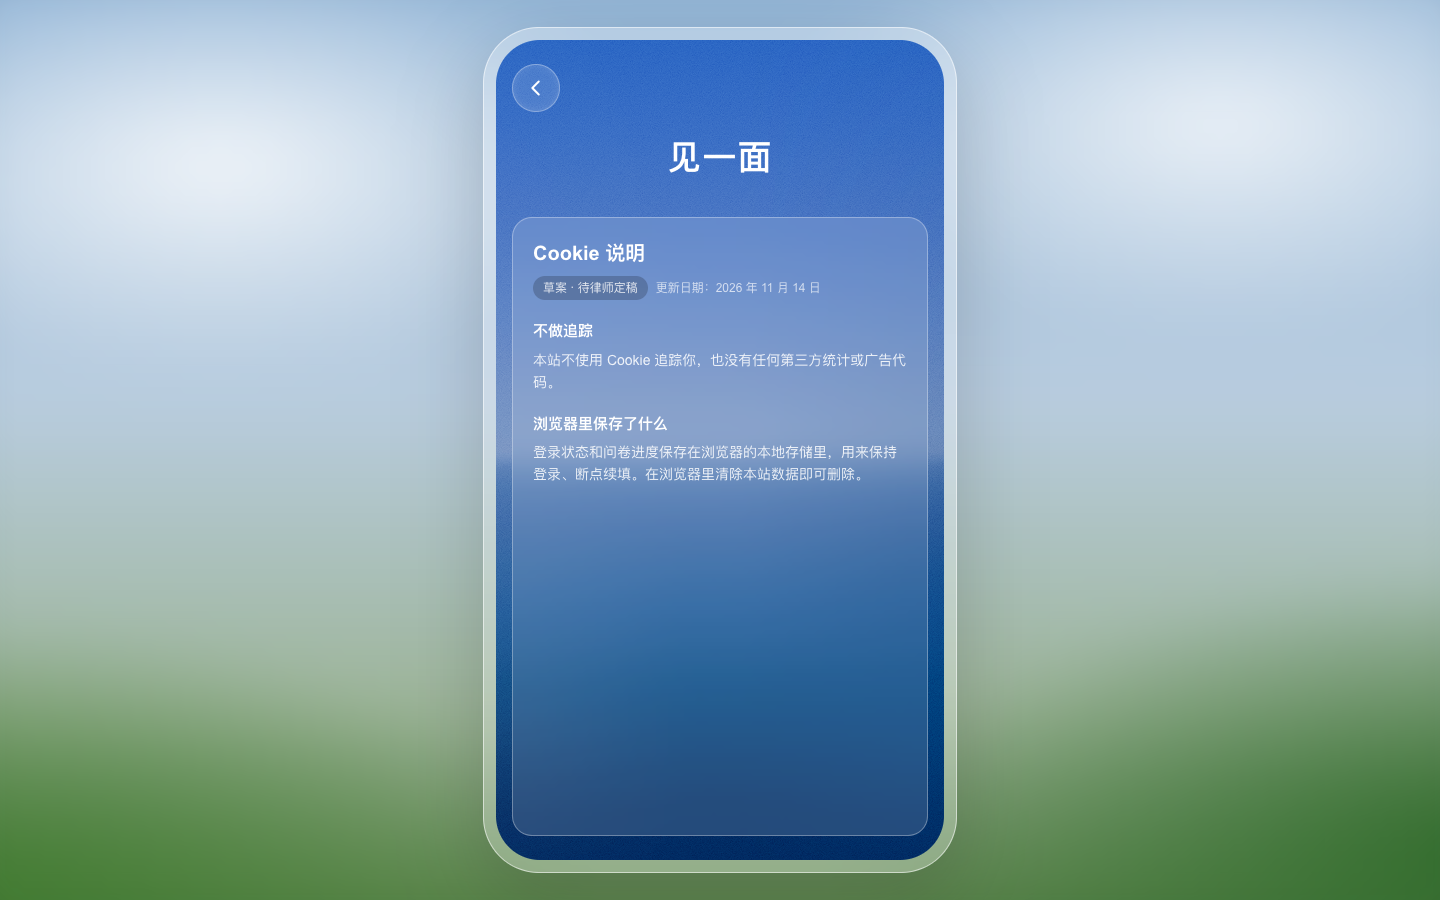 见一面
Cookie 说明
草案 · 待律师定稿 更新日期：2026 年 11 月 14 日
不做追踪
本站不使用 Cookie 追踪你，也没有任何第三方统计或广告代
码。
浏览器里保存了什么
登录状态和问卷进度保存在浏览器的本地存储里，用来保持
登录、断点续填。在浏览器里清除本站数据即可删除。